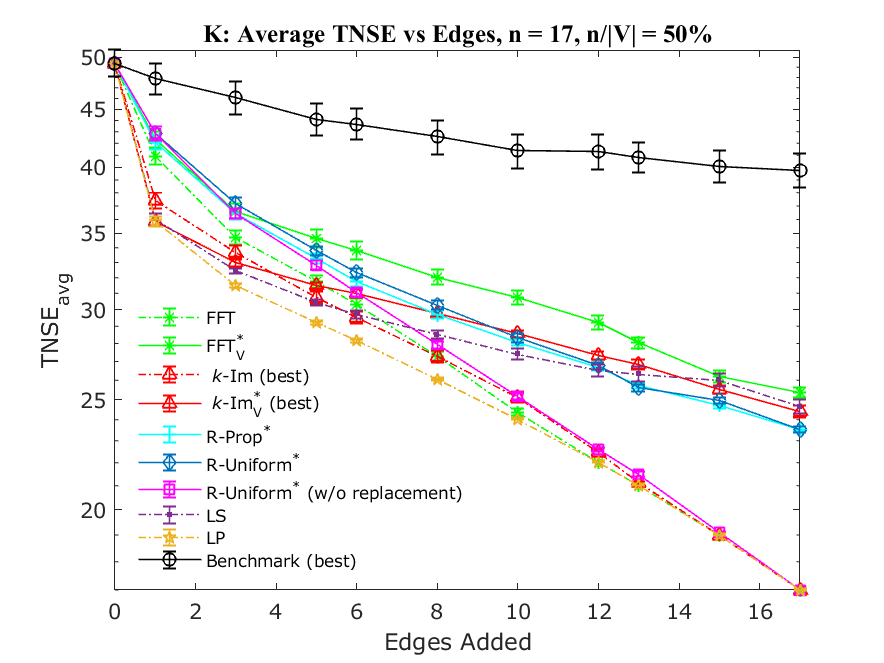 K: Average TNSE vs Edges, n = 17, n/|V| = 50%
50
45
40
35
30
25
20
TNSE_avg
FFT
FFT*_V
k-Im (best)
k-Im*_V (best)
R-Prop*
R-Uniform*
R-Uniform* (w/o replacement)
LS
LP
Benchmark (best)
0 2 4 6 8 10 12 14 16
Edges Added